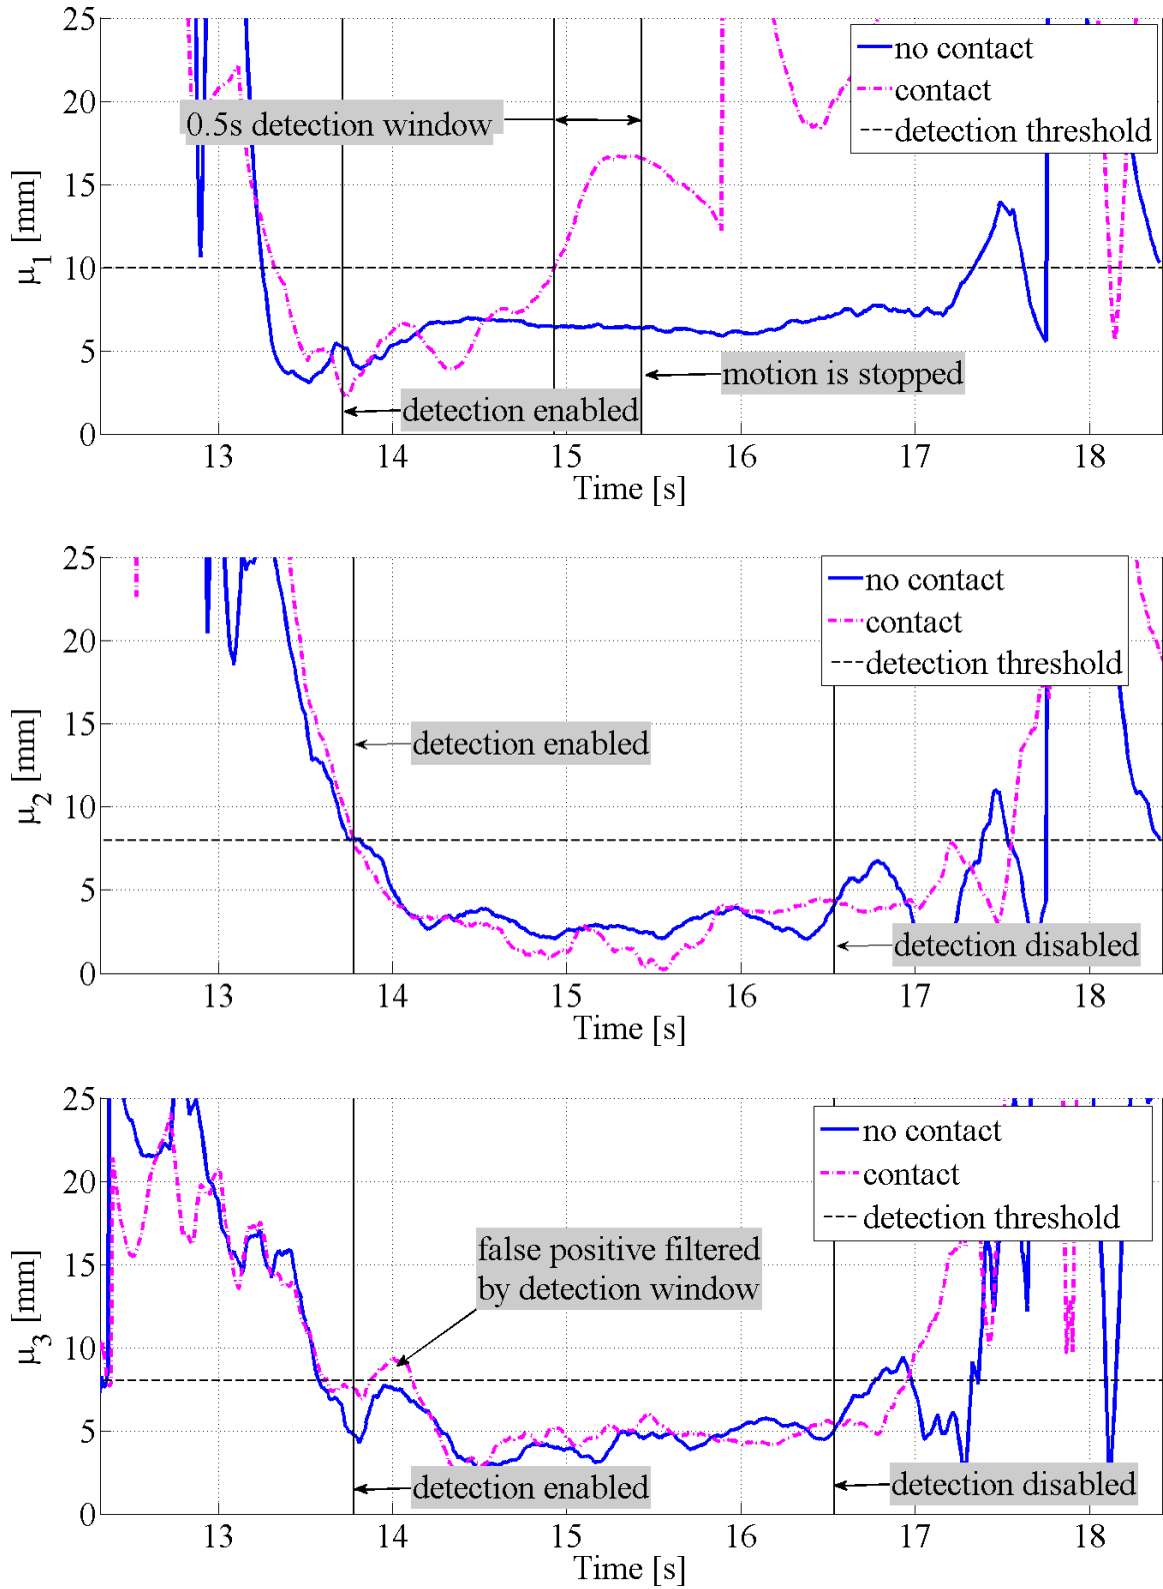 25
20
15
10
5
0
μ1 [mm]
no contact
contact
detection threshold
0.5s detection window
motion is stopped
detection enabled
13 14 15 16 17 18
Time [s]
25
20
15
10
5
0
μ2 [mm]
no contact
contact
detection threshold
detection enabled
detection disabled
13 14 15 16 17 18
Time [s]
25
20
15
10
5
0
μ3 [mm]
no contact
contact
detection threshold
false positive filtered
by detection window
detection enabled
detection disabled
13 14 15 16 17 18
Time [s]